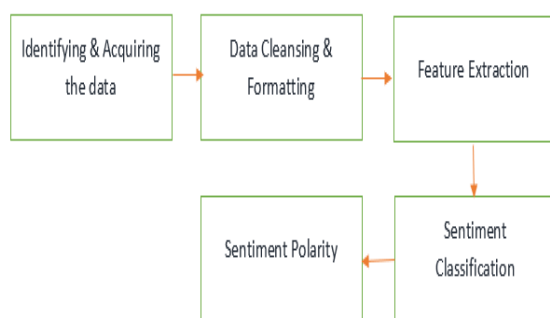 Identifying & Acquiring
the data
Data Cleansing &
Formatting
Feature Extraction
Sentiment
Classification
Sentiment Polarity